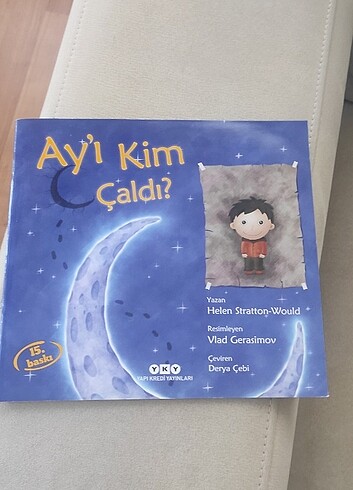 Ay'ı Kim
Çaldı?
Yazan
Helen Stratton-Would
Resimleyen
Vlad Gerasimov
Çeviren
Derya Çebi
15.
baskı
YKY
YAPI KREDİ YAYINLARI